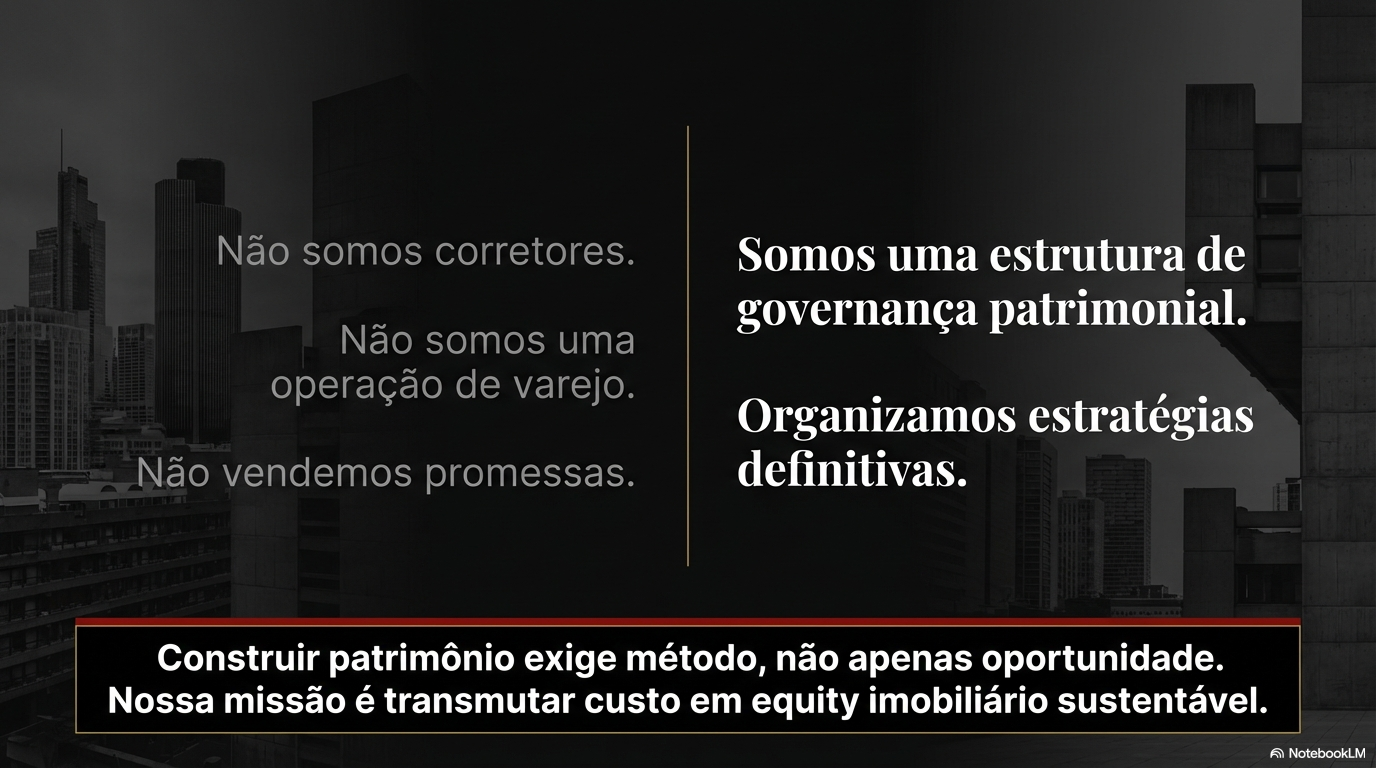 Não somos corretores.
Não somos uma
operação de varejo.
Não vendemos promessas.
Somos uma estrutura de
governança patrimonial.
Organizamos estratégias
definitivas.
Construir patrimônio exige método, não apenas oportunidade.
Nossa missão é transmutar custo em equity imobiliário sustentável.
NotebookLM